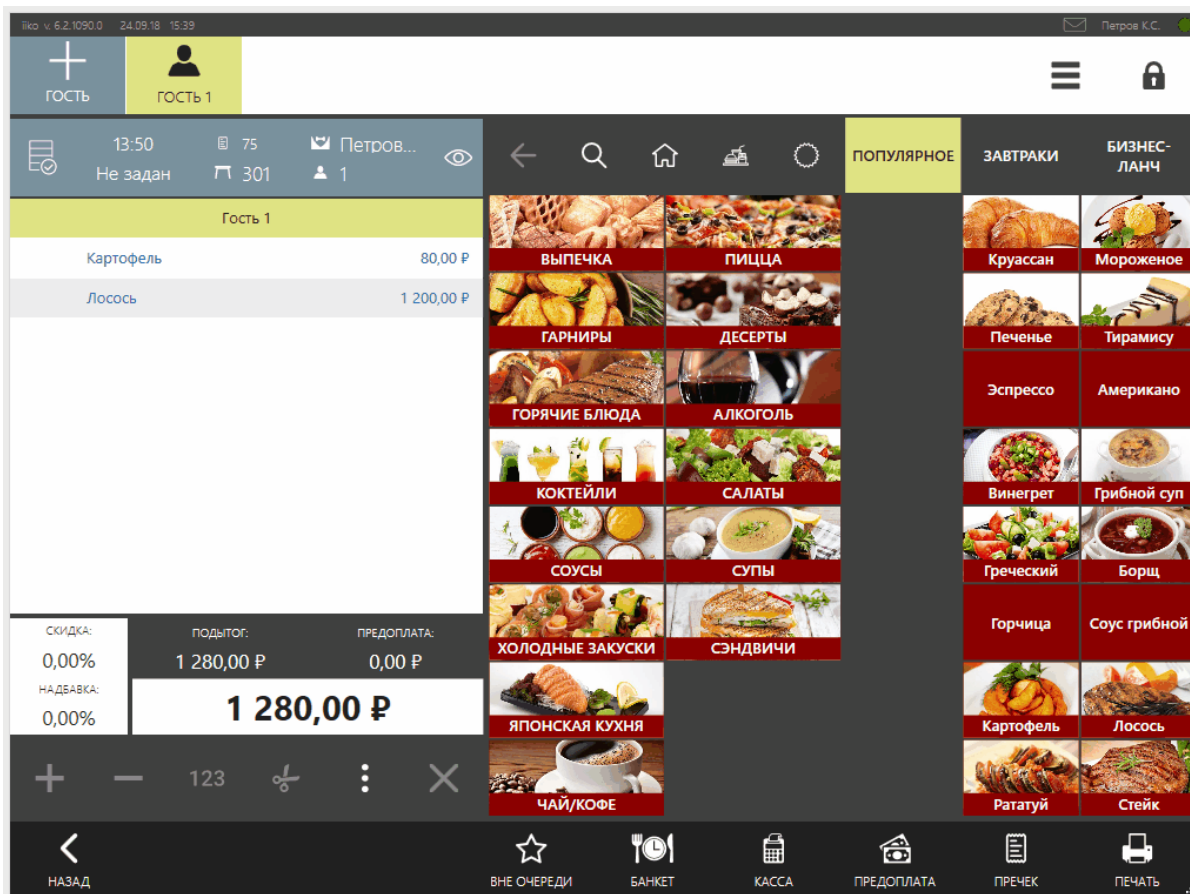 iiko v. 6.2.1090.0 24.09.18 15:39
Петров К.С.
ГОСТЬ
ГОСТЬ 1
13:50 75 Петров...
Не задан 301 1
ПОПУЛЯРНОЕ
ЗАВТРАКИ
БИЗНЕС-
ЛАНЧ
Гость 1
Картофель 80,00 ₽
Лосось 1 200,00 ₽
ВЫПЕЧКА ПИЦЦА Круассан Мороженое
ГАРНИРЫ ДЕСЕРТЫ Печенье Тирамису
ГОРЯЧИЕ БЛЮДА АЛКОГОЛЬ Эспрессо Американо
КОКТЕЙЛИ САЛАТЫ Винегрет Грибной суп
СОУСЫ СУПЫ Греческий Борщ
ХОЛОДНЫЕ ЗАКУСКИ СЭНДВИЧИ Горчица Соус грибной
ЯПОНСКАЯ КУХНЯ Картофель Лосось
ЧАЙ/КОФЕ Рататуй Стейк
СКИДКА: ПОДЫТОГ: ПРЕДОПЛАТА:
0,00% 1 280,00 ₽ 0,00 ₽
НАДБАВКА:
0,00% 1 280,00 ₽
123
НАЗАД ВНЕ ОЧЕРЕДИ БАНКЕТ КАССА ПРЕДОПЛАТА ПРЕЧЕК ПЕЧАТЬ